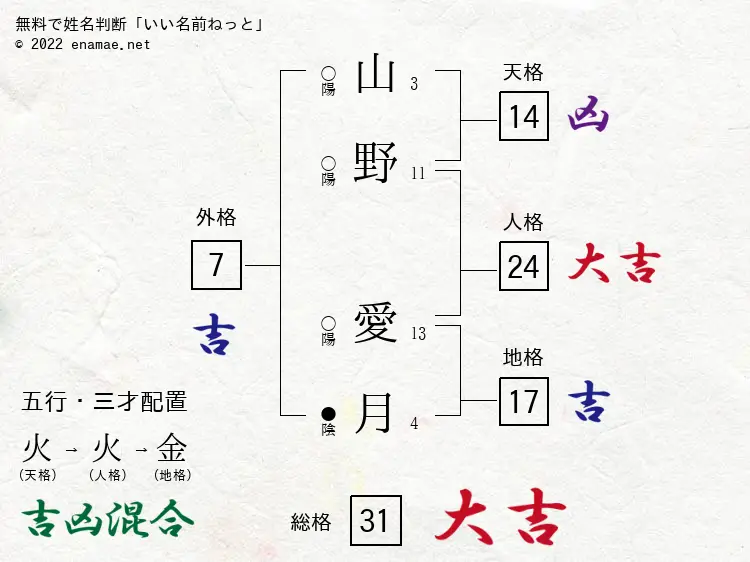 無料で姓名判断「いい名前ねっと」
© 2022 enamae.net
天格
14 凶
○陽 山 3
○陽 野 11
人格
24 大吉
外格
7
吉
○陽 愛 13
地格
17 吉
●陰 月 4
五行・三才配置
火→火→金
(天格) (人格) (地格)
吉凶混合
総格 31 大吉